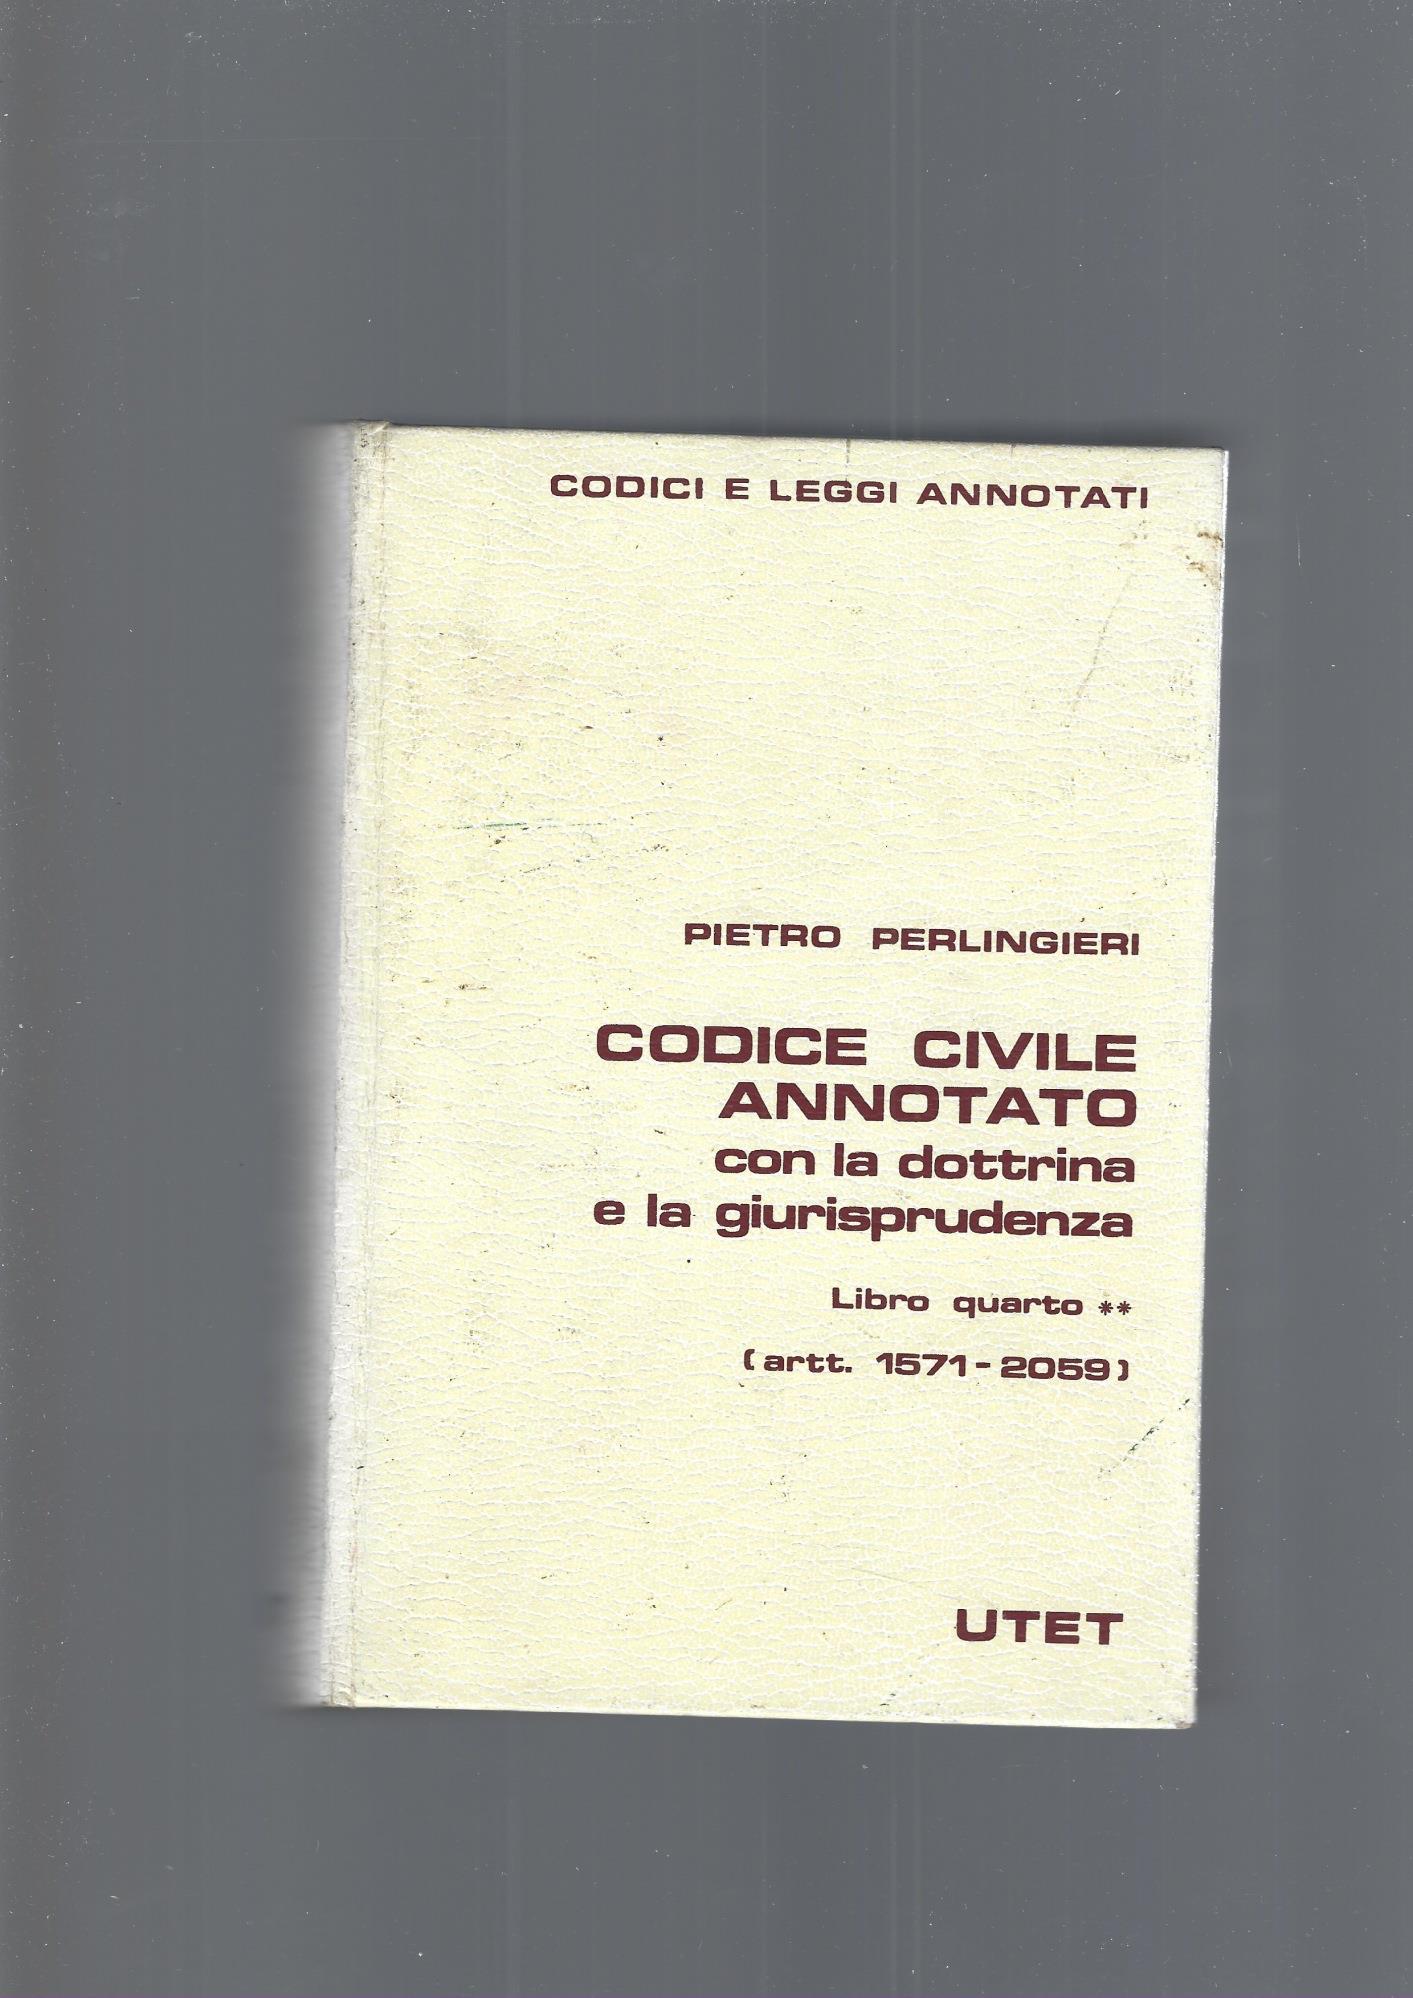 CODICI E LEGGI ANNOTATI
PIETRO PERLINGIERI
CODICE CIVILE
ANNOTATO
con la dottrina
e la giurisprudenza
Libro quarto **
(artt. 1571-2059)
UTET